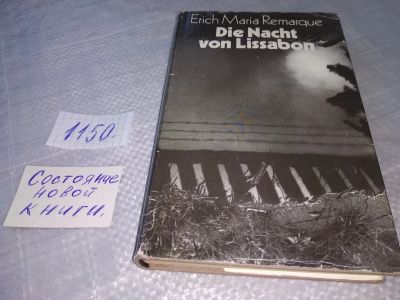 Erich Maria Remarque
Die Nacht
von Lissabon
1150.
Состояние
новой
книги.